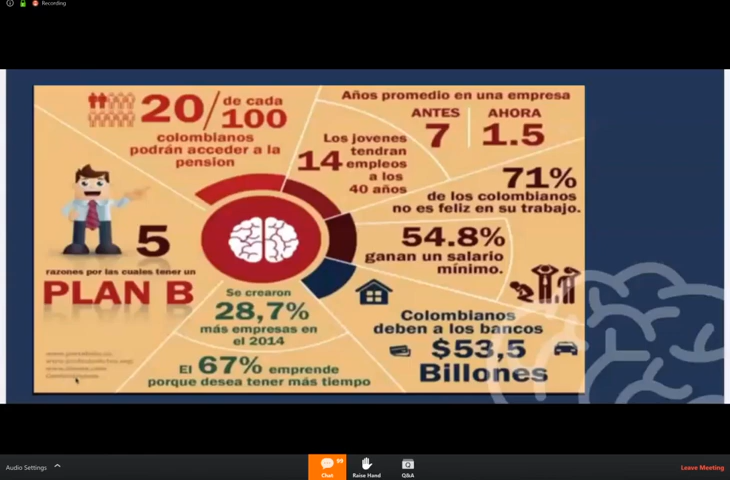 Recording
20/ de cada 100
colombianos
podrán acceder a la
pension
Años promedio en una empresa
ANTES AHORA
7 1.5
Los jovenes
tendran
14 empleos
a los
40 años
71%
de los colombianos
no es feliz en su trabajo.
54.8%
ganan un salario
mínimo.
Colombianos
deben a los bancos
$53,5
Billones
5
razones por las cuales tener un
PLAN B
Se crearon
28,7%
más empresas en
el 2014
El 67% emprende
porque desea tener más tiempo
Audio Settings
Chat
Raise Hand
Q&A
Leave Meeting